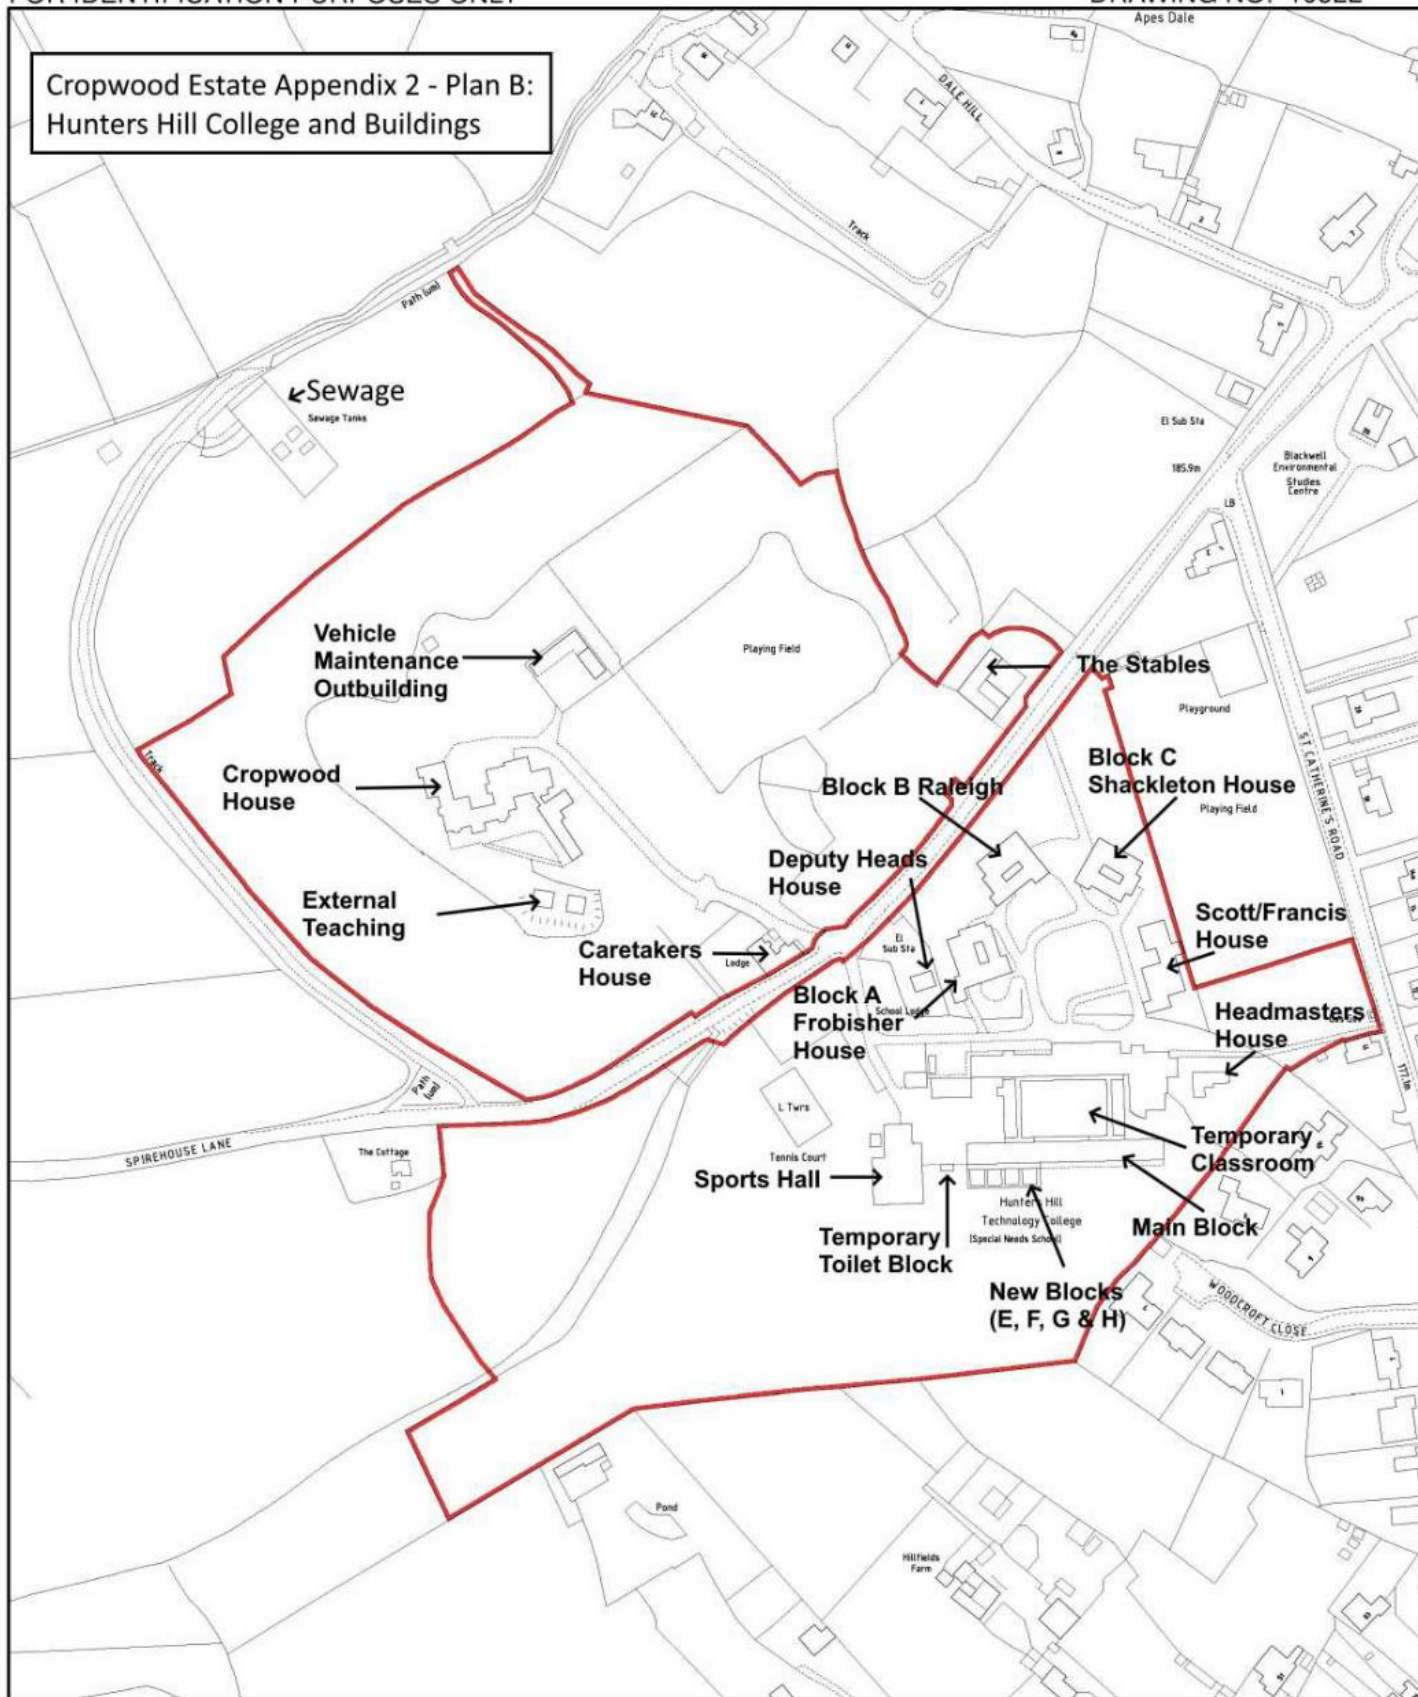 Apes Dale
Cropwood Estate Appendix 2 - Plan B:
Hunters Hill College and Buildings
DALE HILL
Track
Path (um)
Sewage
Sewage Tanks
El Sub Sta
185.9m
Blackwell
Environmental
Studies
Centre
LB
Vehicle
Maintenance
Outbuilding
Playing Field
The Stables
Playground
Track
Cropwood
House
Block B Raleigh
Block C
Shackleton House
Playing Field
ST CATHERINE'S ROAD
Deputy Heads
House
External
Teaching
Caretakers
House
Lodge
El
Sub Sta
Scott/Francis
House
Block A
Frobisher
House
School Lodge
Headmasters
House
177.1m
Path
(um)
SPIREHOUSE LANE
The Cottage
L Twrs
Tennis Court
Sports Hall
Temporary
Classroom
Hunters Hill
Technology College
(Special Needs School)
Main Block
Temporary
Toilet Block
New Blocks
(E, F, G & H)
WOODCROFT CLOSE
Pond
Hillfields
Farm